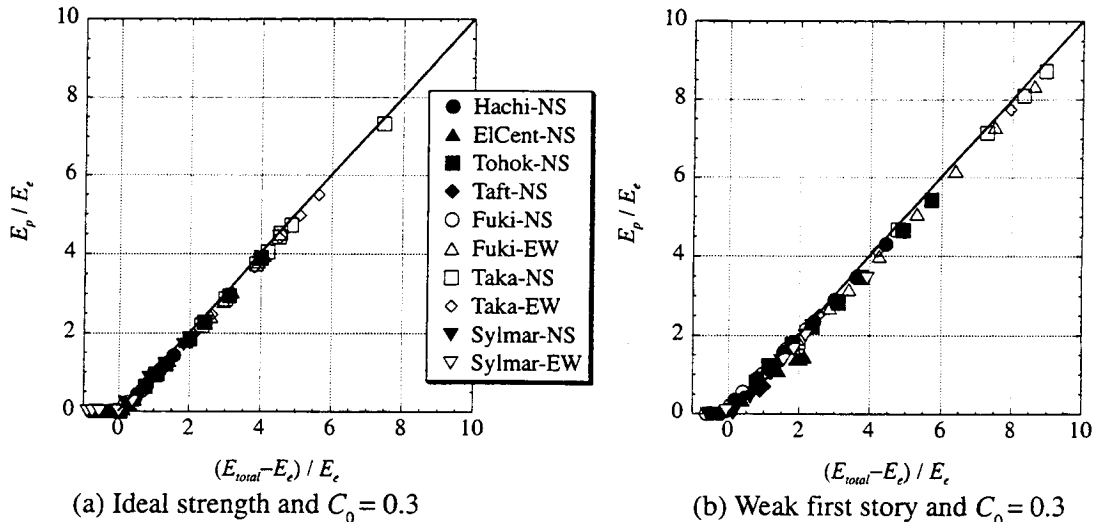 10
8
6
4
2
0
E_p / E_e
0 2 4 6 8 10
(E_total–E_e) / E_e
(a) Ideal strength and C_0 = 0.3
Hachi-NS
ElCent-NS
Tohok-NS
Taft-NS
Fuki-NS
Fuki-EW
Taka-NS
Taka-EW
Sylmar-NS
Sylmar-EW
10
8
6
4
2
0
E_p / E_e
0 2 4 6 8 10
(E_total–E_e) / E_e
(b) Weak first story and C_0 = 0.3